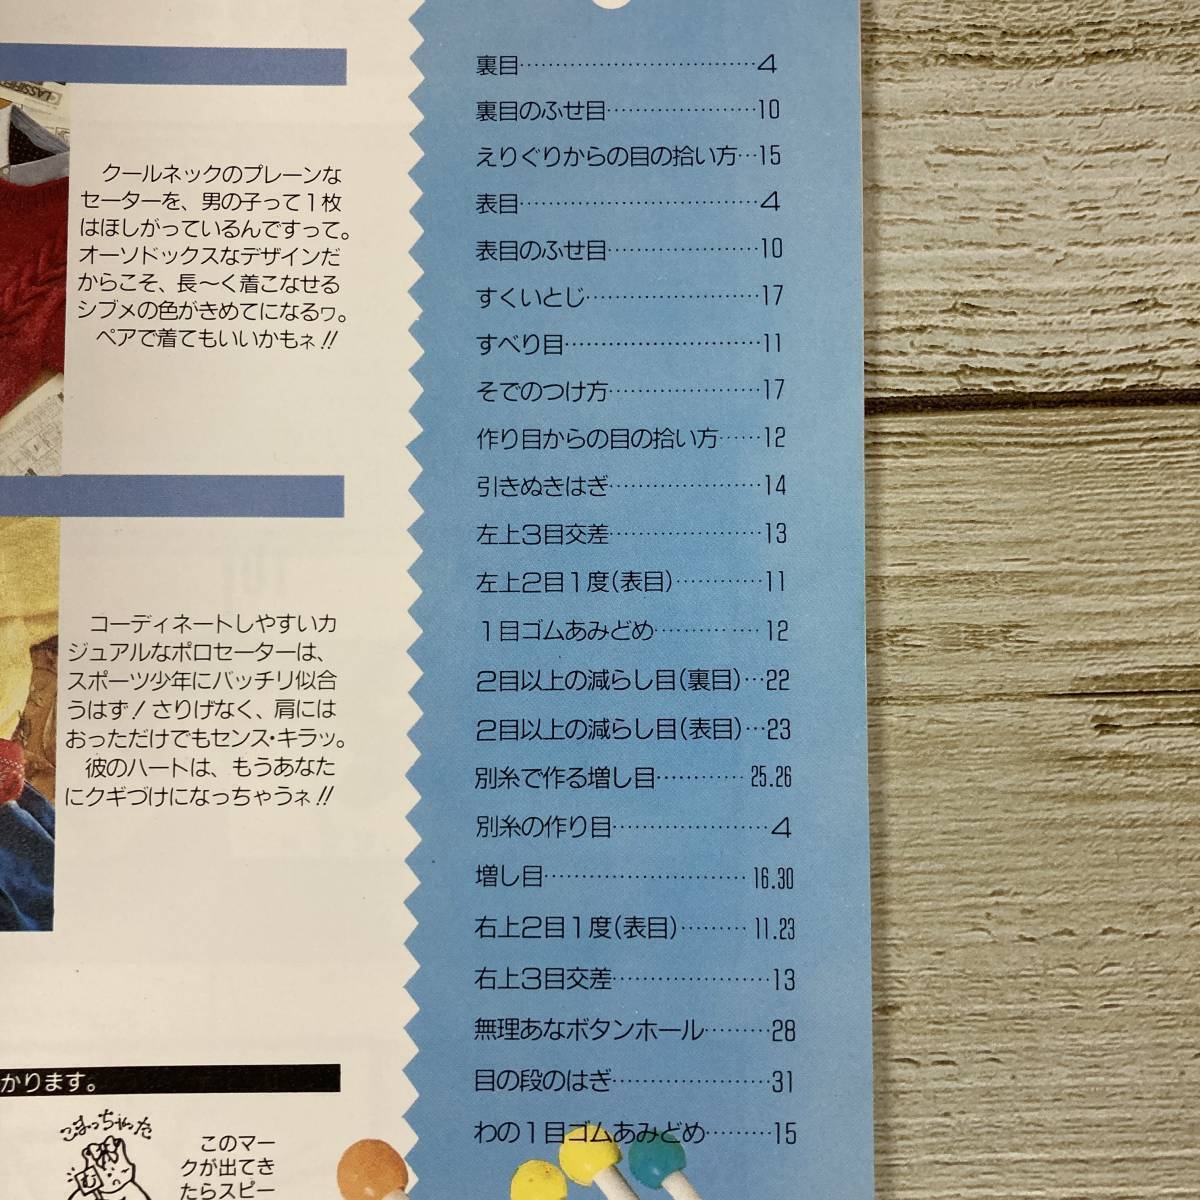 クールネックのプレーンな
セーターを、男の子って1枚
はほしがっているんですって。
オーソドックスなデザインだ
からこそ、長〜く着こなせる
シブメの色がきめてになるヮ。
ペアで着てもいいかもネ!!
コーディネートしやすいカ
ジュアルなポロセーターは、
スポーツ少年にバッチリ似合
うはず!さりげなく、肩には
おっただけでもセンス・キラッ。
彼のハートは、もうあなた
にクギづけになっちゃうネ!!
かります。
こまっちゃった
このマー
クが出てき
たらスピー
裏目……………………………4
裏目のふせ目…………………10
えりぐりからの目の拾い方…15
表目……………………………4
表目のふせ目…………………10
すくいとじ……………………17
すべり目………………………11
そでのつけ方…………………17
作り目からの目の拾い方……12
引きぬきはぎ…………………14
左上3目交差…………………13
左上2目1度(表目)…………11
1目ゴムあみどめ……………12
2目以上の減らし目(裏目)…22
2目以上の減らし目(表目)…23
別糸で作る増し目…………25.26
別糸の作り目…………………4
増し目………………………16.30
右上2目1度(表目)………11.23
右上3目交差…………………13
無理あなボタンホール………28
目の段のはぎ…………………31
わの1目ゴムあみどめ………15